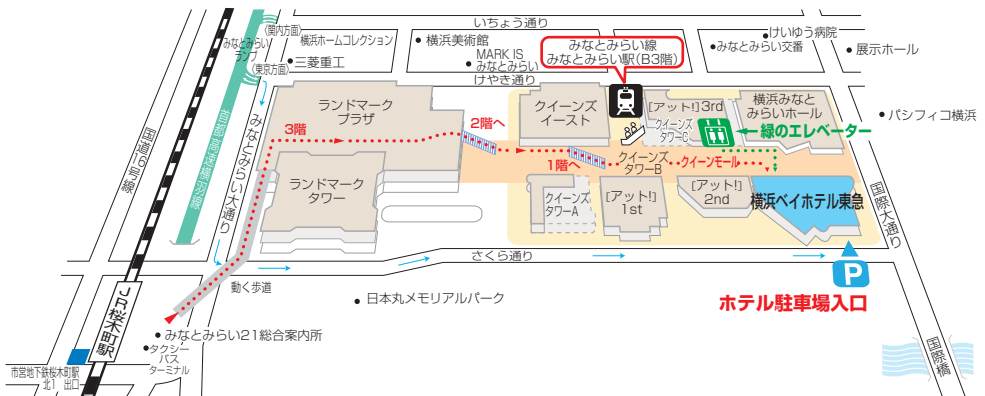 いちょう通り
(関内方面)
みなとみらい
ランプ
(東京方面)
横浜ホームコレクション
三菱重工
横浜美術館
MARK IS
みなとみらい
みなとみらい線
みなとみらい駅(B3階)
けいゆう病院
みなとみらい交番
展示ホール
けやき通り
パシフィコ横浜
国道16号線
首都高速横羽線
みなとみらい大通り
ランドマーク
プラザ
3階
2階へ
クイーンズ
イースト
[アット!]3rd
クイーンズ
タワーC
横浜みなと
みらいホール
緑のエレベーター
1階へ
クイーンズ
タワーB
クイーンモール
ランドマーク
タワー
クイーンズ
タワーA
[アット!]
1st
[アット!]
2nd
横浜ベイホテル東急
国際大通り
さくら通り
P
ホテル駐車場入口
動く歩道
日本丸メモリアルパーク
みなとみらい21総合案内所
タクシー
バス
ターミナル
JR桜木町駅
市営地下鉄桜木町駅
北1 出口
国際橋